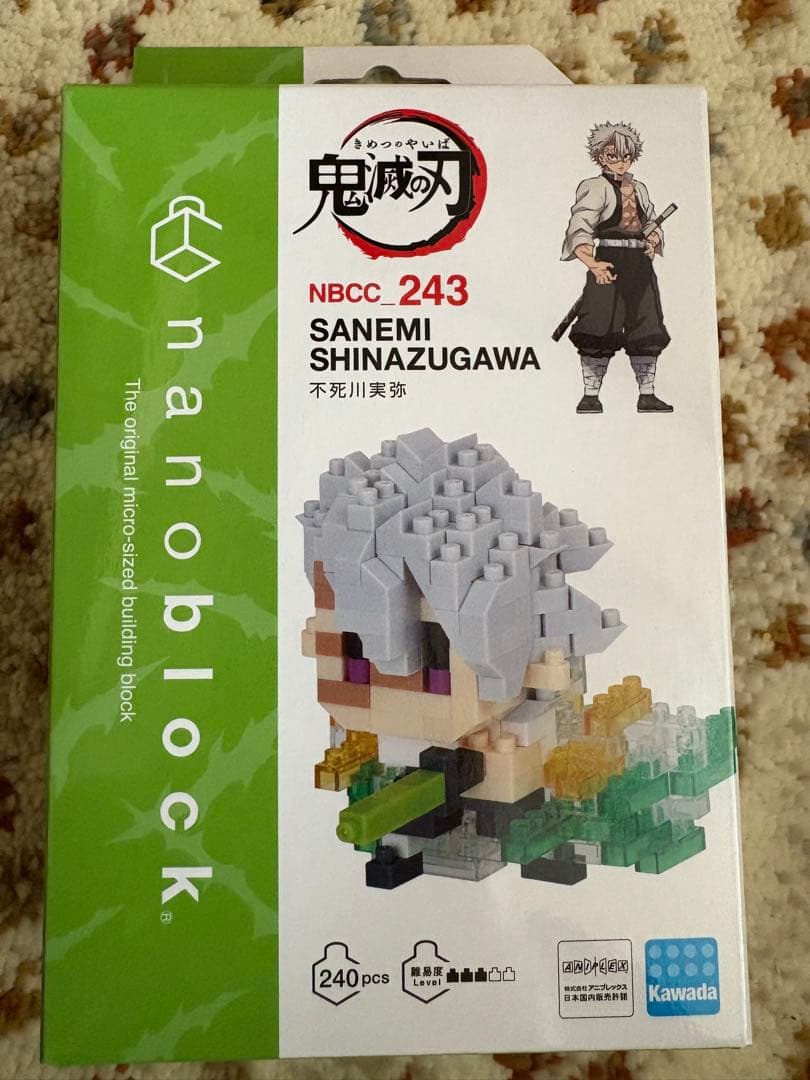 きめつのやいば
鬼滅の刃
NBCC_243
SANEMI
SHINAZUGAWA
不死川実弥
nanoblock®
The original micro-sized building block
240pcs
難易度
Level
ANIPLEX
株式会社アニプレックス
日本国内販売許諾
Kawada